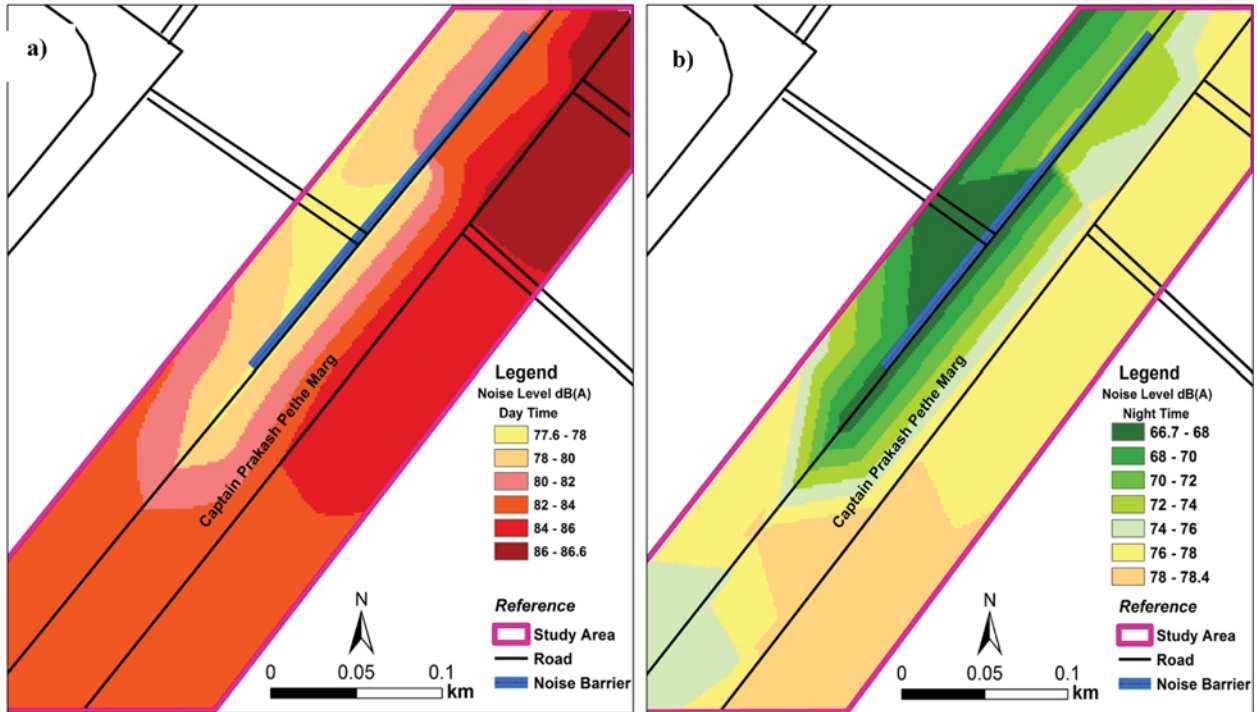 a)
Captain Prakash Pethe Marg
Legend
Noise Level dB(A)
Day Time
77.6 - 78
78 - 80
80 - 82
82 - 84
84 - 86
86 - 86.6
Reference
Study Area
Road
Noise Barrier
N
0 0.05 0.1
km
b)
Captain Prakash Pethe Marg
Legend
Noise Level dB(A)
Night Time
66.7 - 68
68 - 70
70 - 72
72 - 74
74 - 76
76 - 78
78 - 78.4
Reference
Study Area
Road
Noise Barrier
N
0 0.05 0.1
km